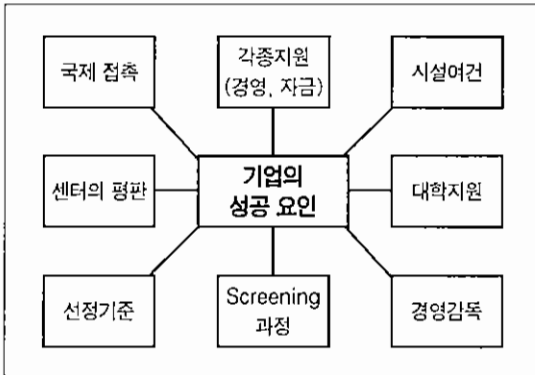 국제 접촉
각종지원
(경영, 자금)
시설여건
센터의 평판
기업의
성공 요인
대학지원
선정기준
Screening
과정
경영감독